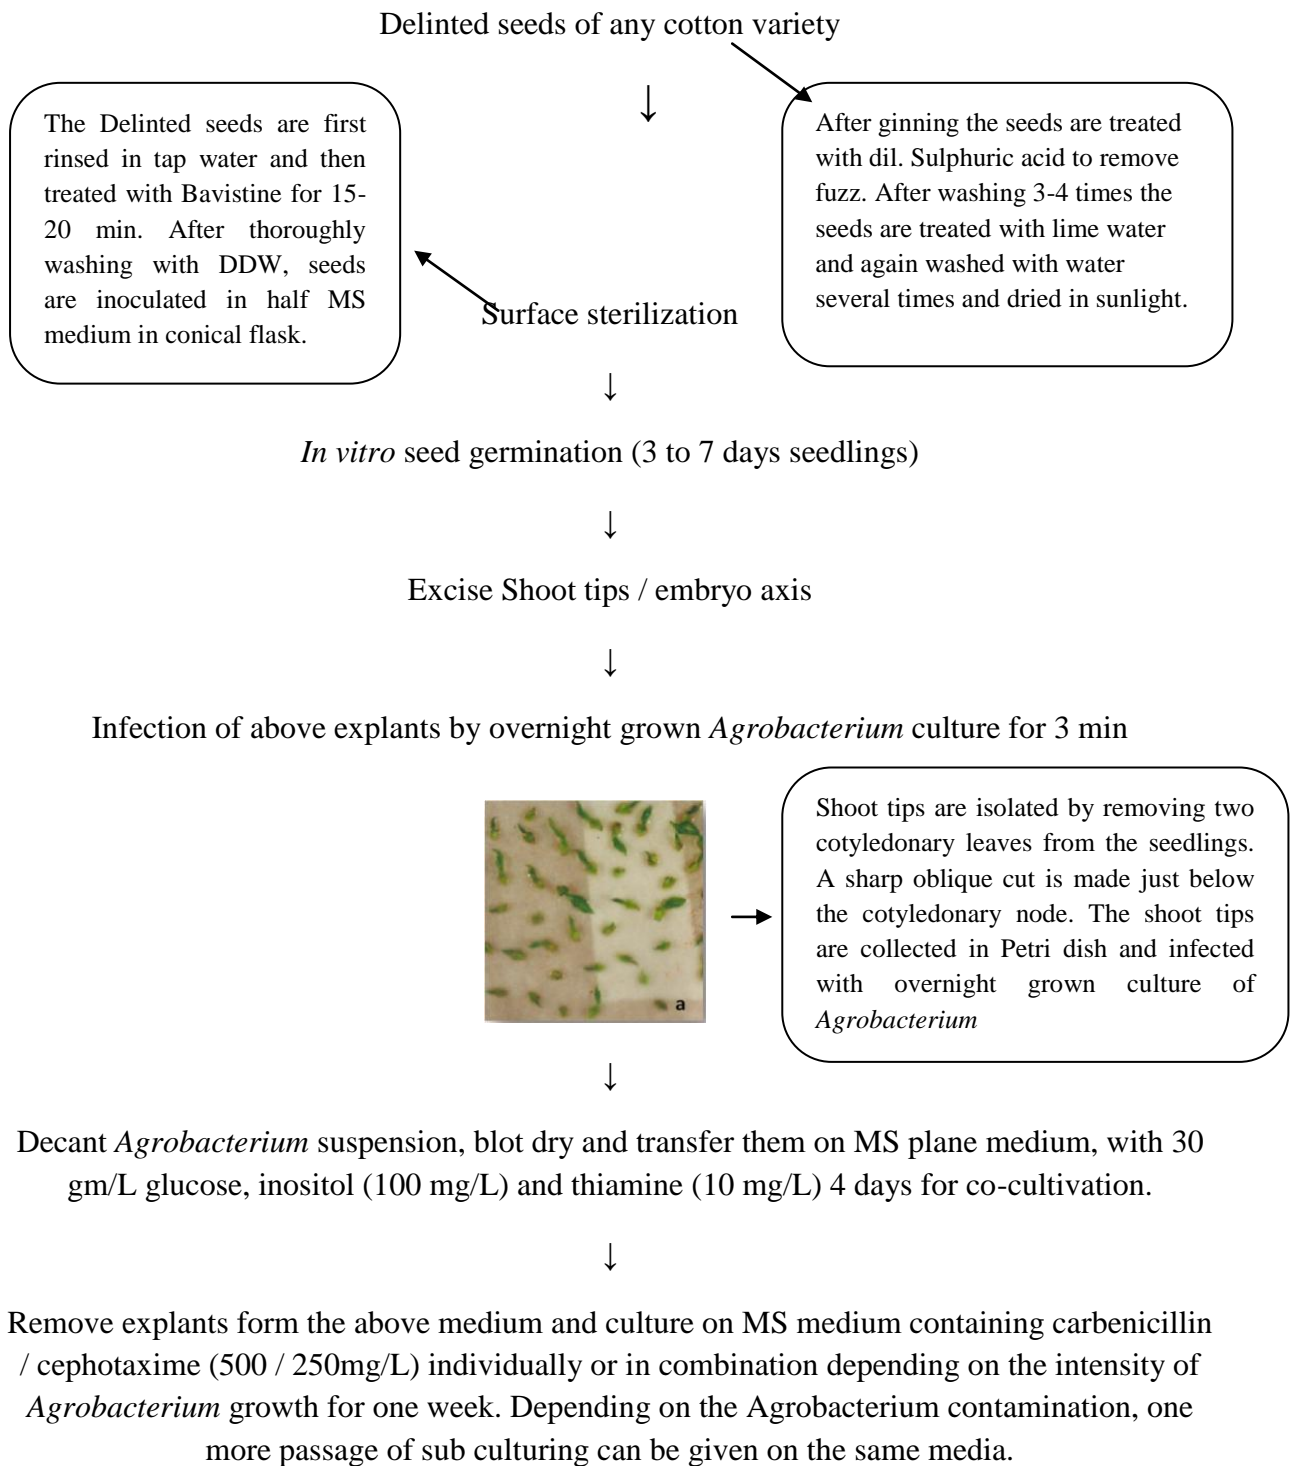 Delinted seeds of any cotton variety
↓
The Delinted seeds are first
rinsed in tap water and then
treated with Bavistine for 15-
20 min. After thoroughly
washing with DDW, seeds
are inoculated in half MS
medium in conical flask.
After ginning the seeds are treated
with dil. Sulphuric acid to remove
fuzz. After washing 3-4 times the
seeds are treated with lime water
and again washed with water
several times and dried in sunlight.
Surface sterilization
↓
In vitro seed germination (3 to 7 days seedlings)
↓
Excise Shoot tips / embryo axis
↓
Infection of above explants by overnight grown Agrobacterium culture for 3 min
a
Shoot tips are isolated by removing two
cotyledonary leaves from the seedlings.
A sharp oblique cut is made just below
the cotyledonary node. The shoot tips
are collected in Petri dish and infected
with overnight grown culture of
Agrobacterium
↓
Decant Agrobacterium suspension, blot dry and transfer them on MS plane medium, with 30
gm/L glucose, inositol (100 mg/L) and thiamine (10 mg/L) 4 days for co-cultivation.
↓
Remove explants form the above medium and culture on MS medium containing carbenicillin
/ cephotaxime (500 / 250mg/L) individually or in combination depending on the intensity of
Agrobacterium growth for one week. Depending on the Agrobacterium contamination, one
more passage of sub culturing can be given on the same media.